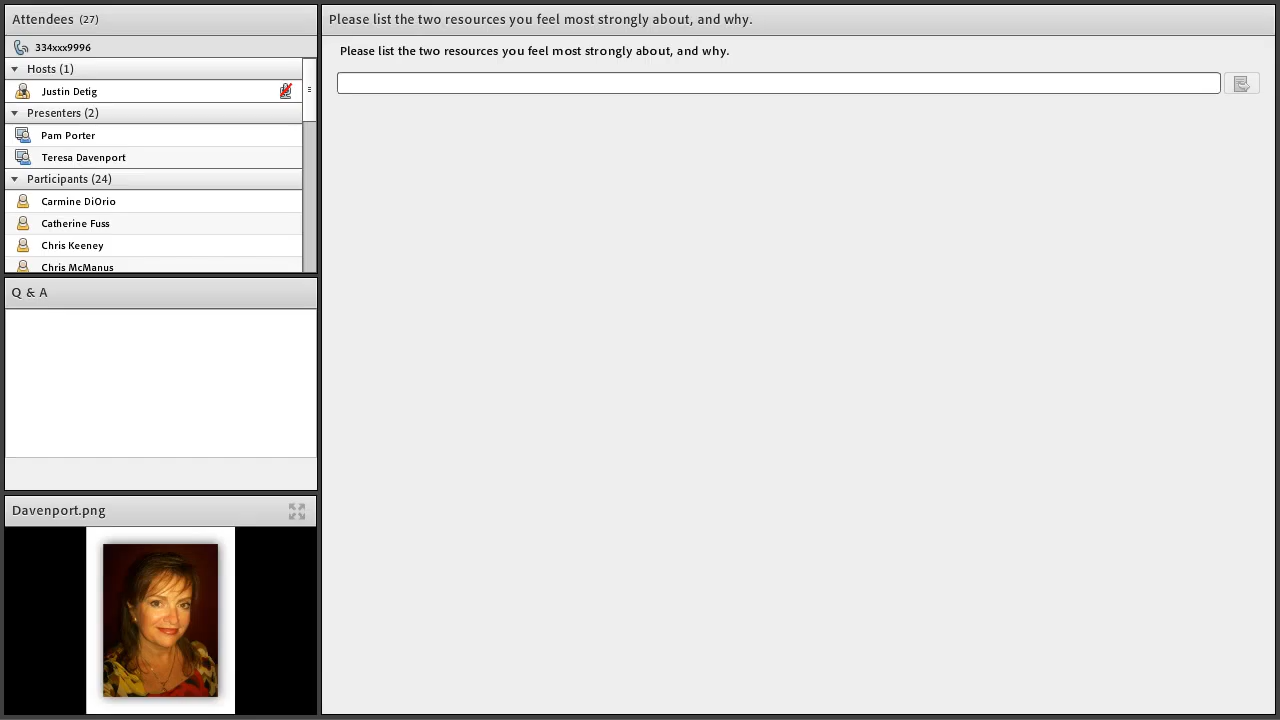 Attendees (27)
334xxx9996
Hosts (1)
Justin Detig
Presenters (2)
Pam Porter
Teresa Davenport
Participants (24)
Carmine DiOrio
Catherine Fuss
Chris Keeney
Chris McManus
Q & A
Davenport.png
Please list the two resources you feel most strongly about, and why.
Please list the two resources you feel most strongly about, and why.